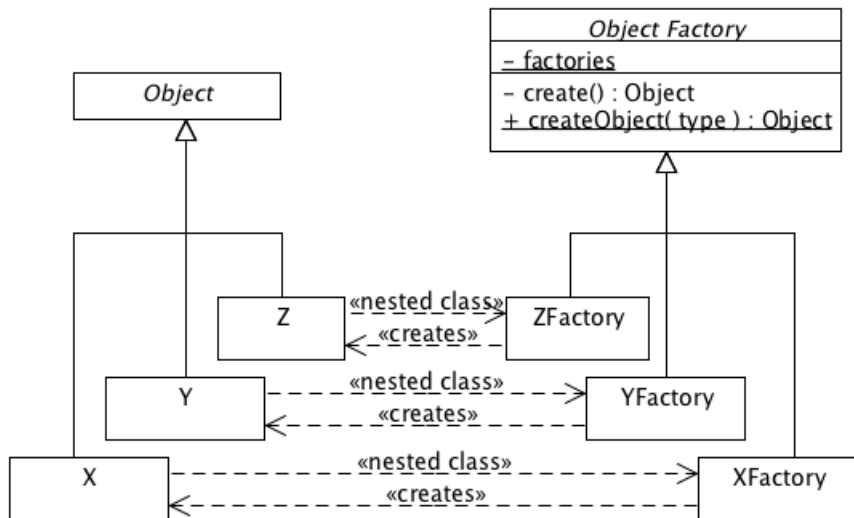 Object Factory
- factories
Object
- create() : Object
+ createObject( type ) : Object
«nested class»
Z
ZFactory
«creates»
«nested class»
Y
YFactory
«creates»
«nested class»
X
XFactory
«creates»